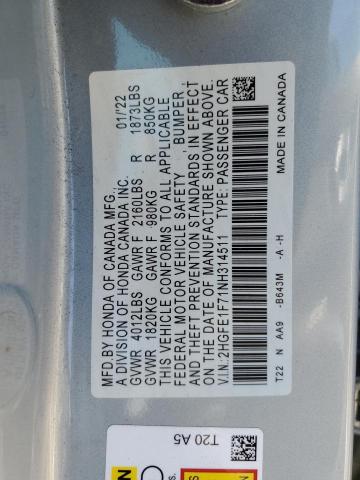 MFD.BY HONDA OF CANADA MFG., 01/'22
A DIVISION OF HONDA CANADA INC.
GVWR 4012LBS GAWR F 2160LBS R 1873LBS
GVWR 1820KG GAWR F 980KG R 850KG
THIS VEHICLE CONFORMS TO ALL APPLICABLE
FEDERAL MOTOR VEHICLE SAFETY BUMPER,
AND THEFT PREVENTION STANDARDS IN EFFECT
ON THE DATE OF MANUFACTURE SHOWN ABOVE.
V.I.N.:2HGFE1F71NH314511 TYPE: PASSENGER CAR
T22 N AA9 -B643M -A -H MADE IN CANADA
T20 A5